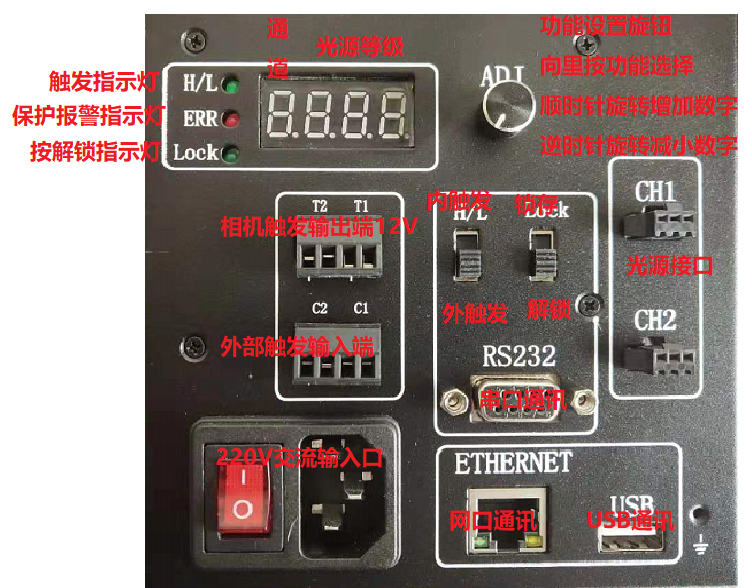 通道
光源等级
功能设置旋钮
向里按功能选择
顺时针旋转增加数字
逆时针旋转减小数字
ADJ
触发指示灯
H/L
保护报警指示灯
ERR
按解锁指示灯
Lock
8.8.8.8
T2 T1
相机触发输出端12V
C2 C1
外部触发输入端
内触发
H/L
锁存
Lock
外触发
解锁
RS232
串口通讯
CH1
光源接口
CH2
220V交流输入口
I
O
ETHERNET
网口通讯
USB
USB通讯